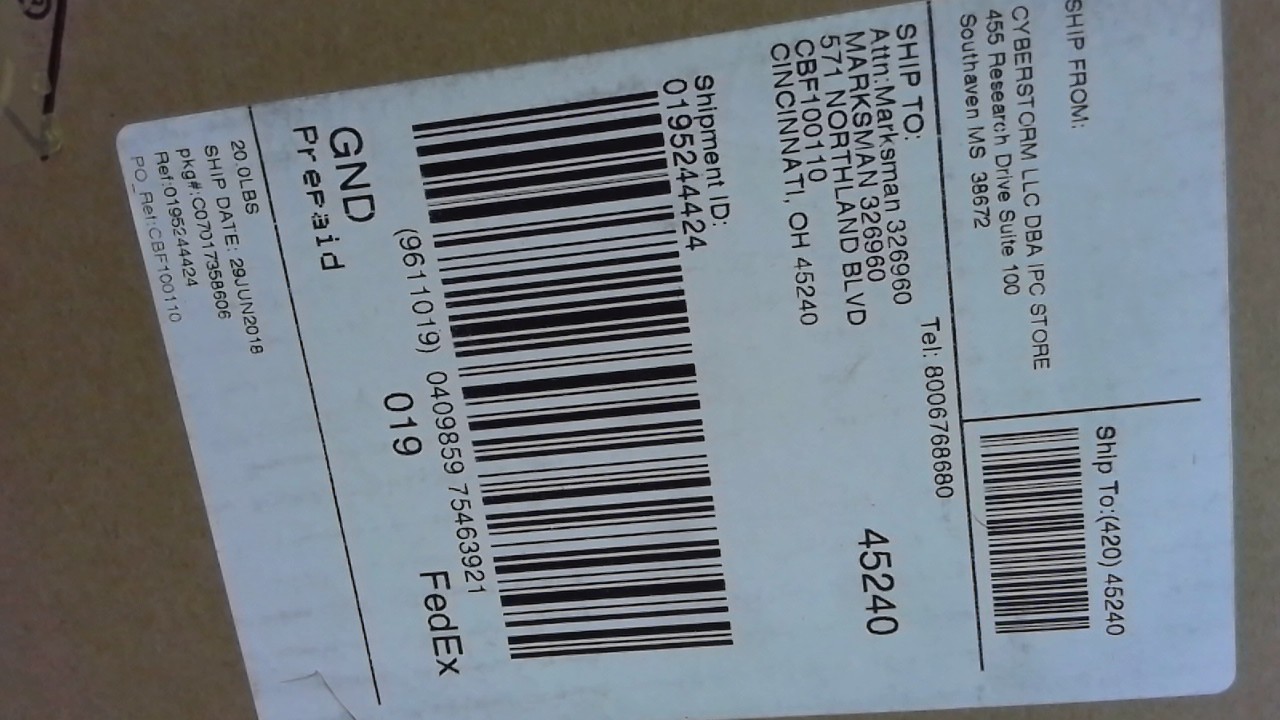 SHIP FROM:
CYBERSTORM LLC DBA IPC STORE
455 Research Drive Suite 100
Southaven MS 38672
Ship To:(420) 45240
SHIP TO:
Tel: 8006768680
Attn:Marksman 326960
MARKSMAN 326960
571 NORTHLAND BLVD
CBF100110
CINCINNATI, OH 45240
45240
Shipment ID:
0195244424
(9611019) 0409859 75463921
GND
019
FedEx
Prepaid
20.0LBS
SHIP DATE: 29JUN2018
pkg#:C07017358606
Ref:0195244424
PO_Ref:CBF100110